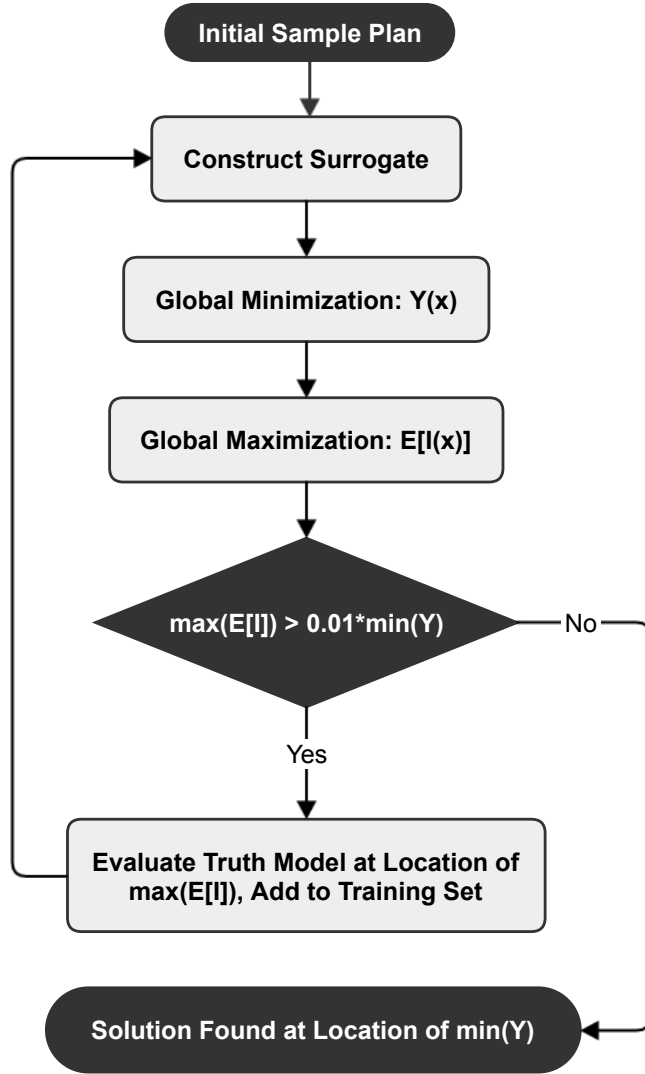 Initial Sample Plan
Construct Surrogate
Global Minimization: Y(x)
Global Maximization: E[I(x)]
max(E[I]) > 0.01*min(Y)
No
Yes
Evaluate Truth Model at Location of
max(E[I]), Add to Training Set
Solution Found at Location of min(Y)